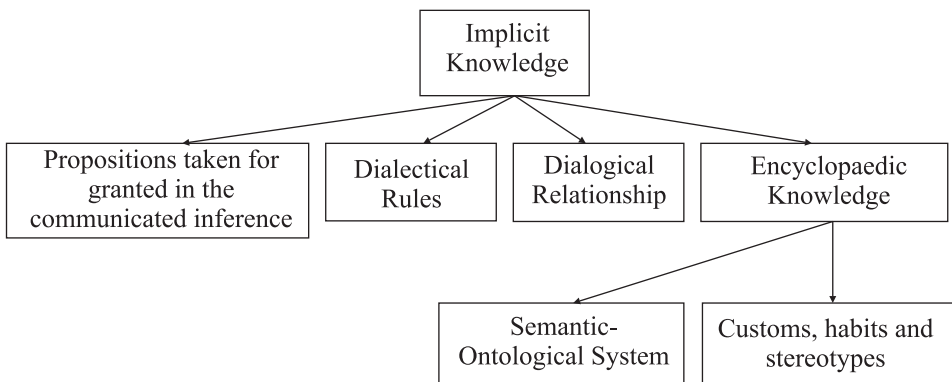 Implicit
Knowledge
Propositions taken for
granted in the
communicated inference
Dialectical
Rules
Dialogical
Relationship
Encyclopaedic
Knowledge
Semantic-
Ontological System
Customs, habits and
stereotypes